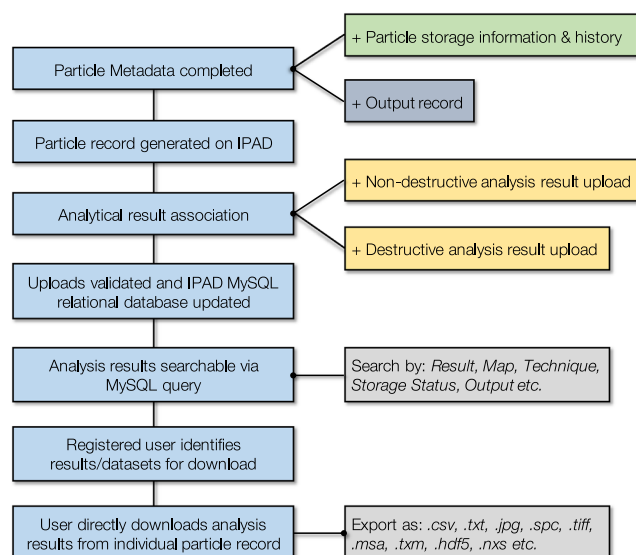 + Particle storage information & history
Particle Metadata completed
+ Output record
Particle record generated on IPAD
+ Non-destructive analysis result upload
Analytical result association
+ Destructive analysis result upload
Uploads validated and IPAD MySQL
relational database updated
Analysis results searchable via
MySQL query
Search by: Result, Map, Technique,
Storage Status, Output etc.
Registered user identifies
results/datasets for download
User directly downloads analysis
results from individual particle record
Export as: .csv, .txt, .jpg, .spc, .tiff,
.msa, .txm, .hdf5, .nxs etc.